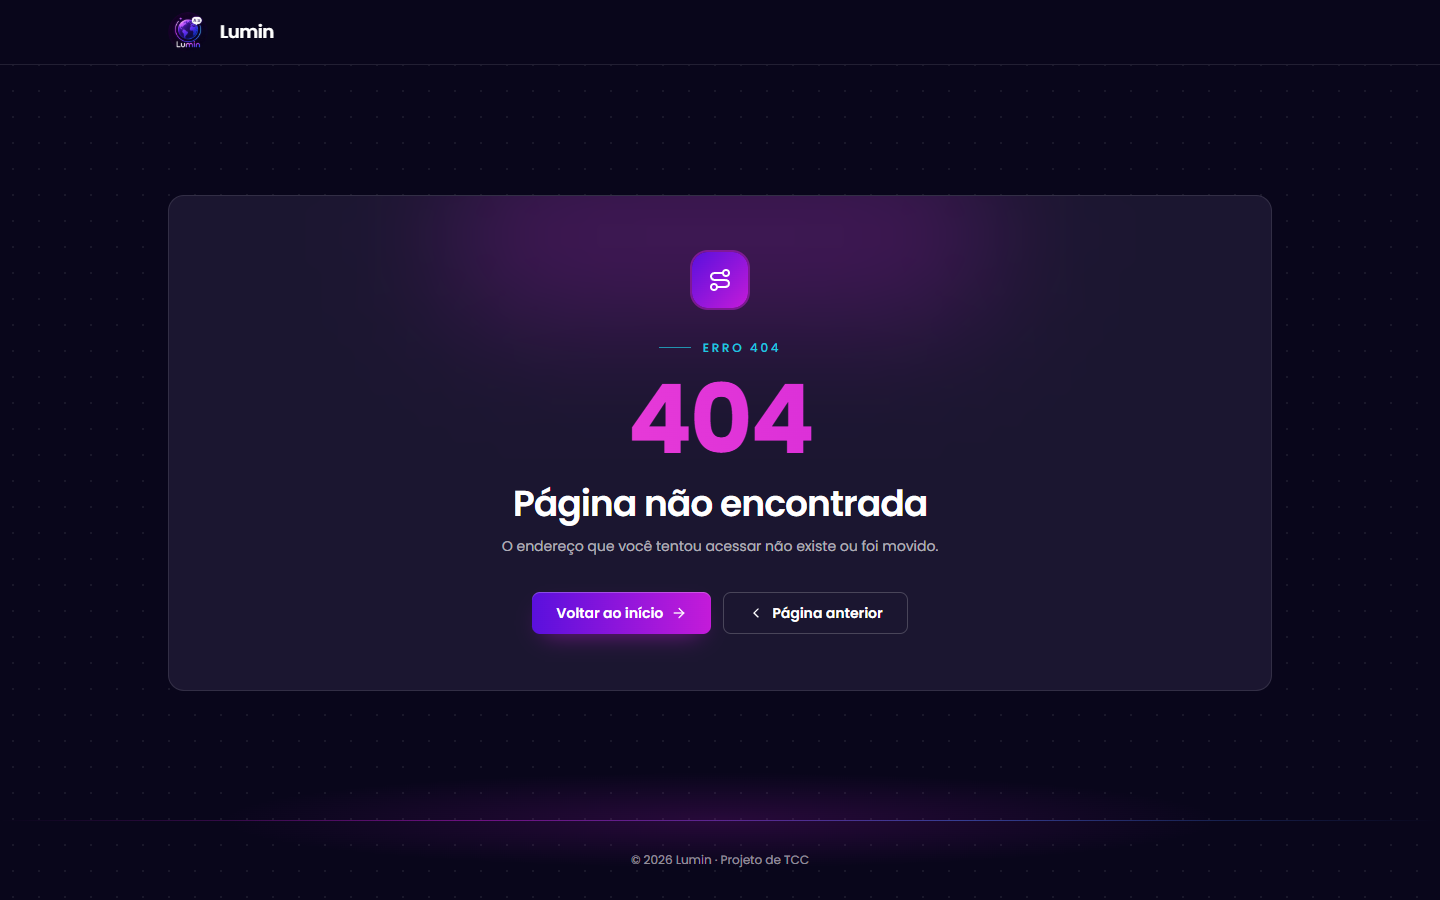 Lumin
Lumin
ERRO 404
404
Página não encontrada
O endereço que você tentou acessar não existe ou foi movido.
Voltar ao início
Página anterior
© 2026 Lumin · Projeto de TCC